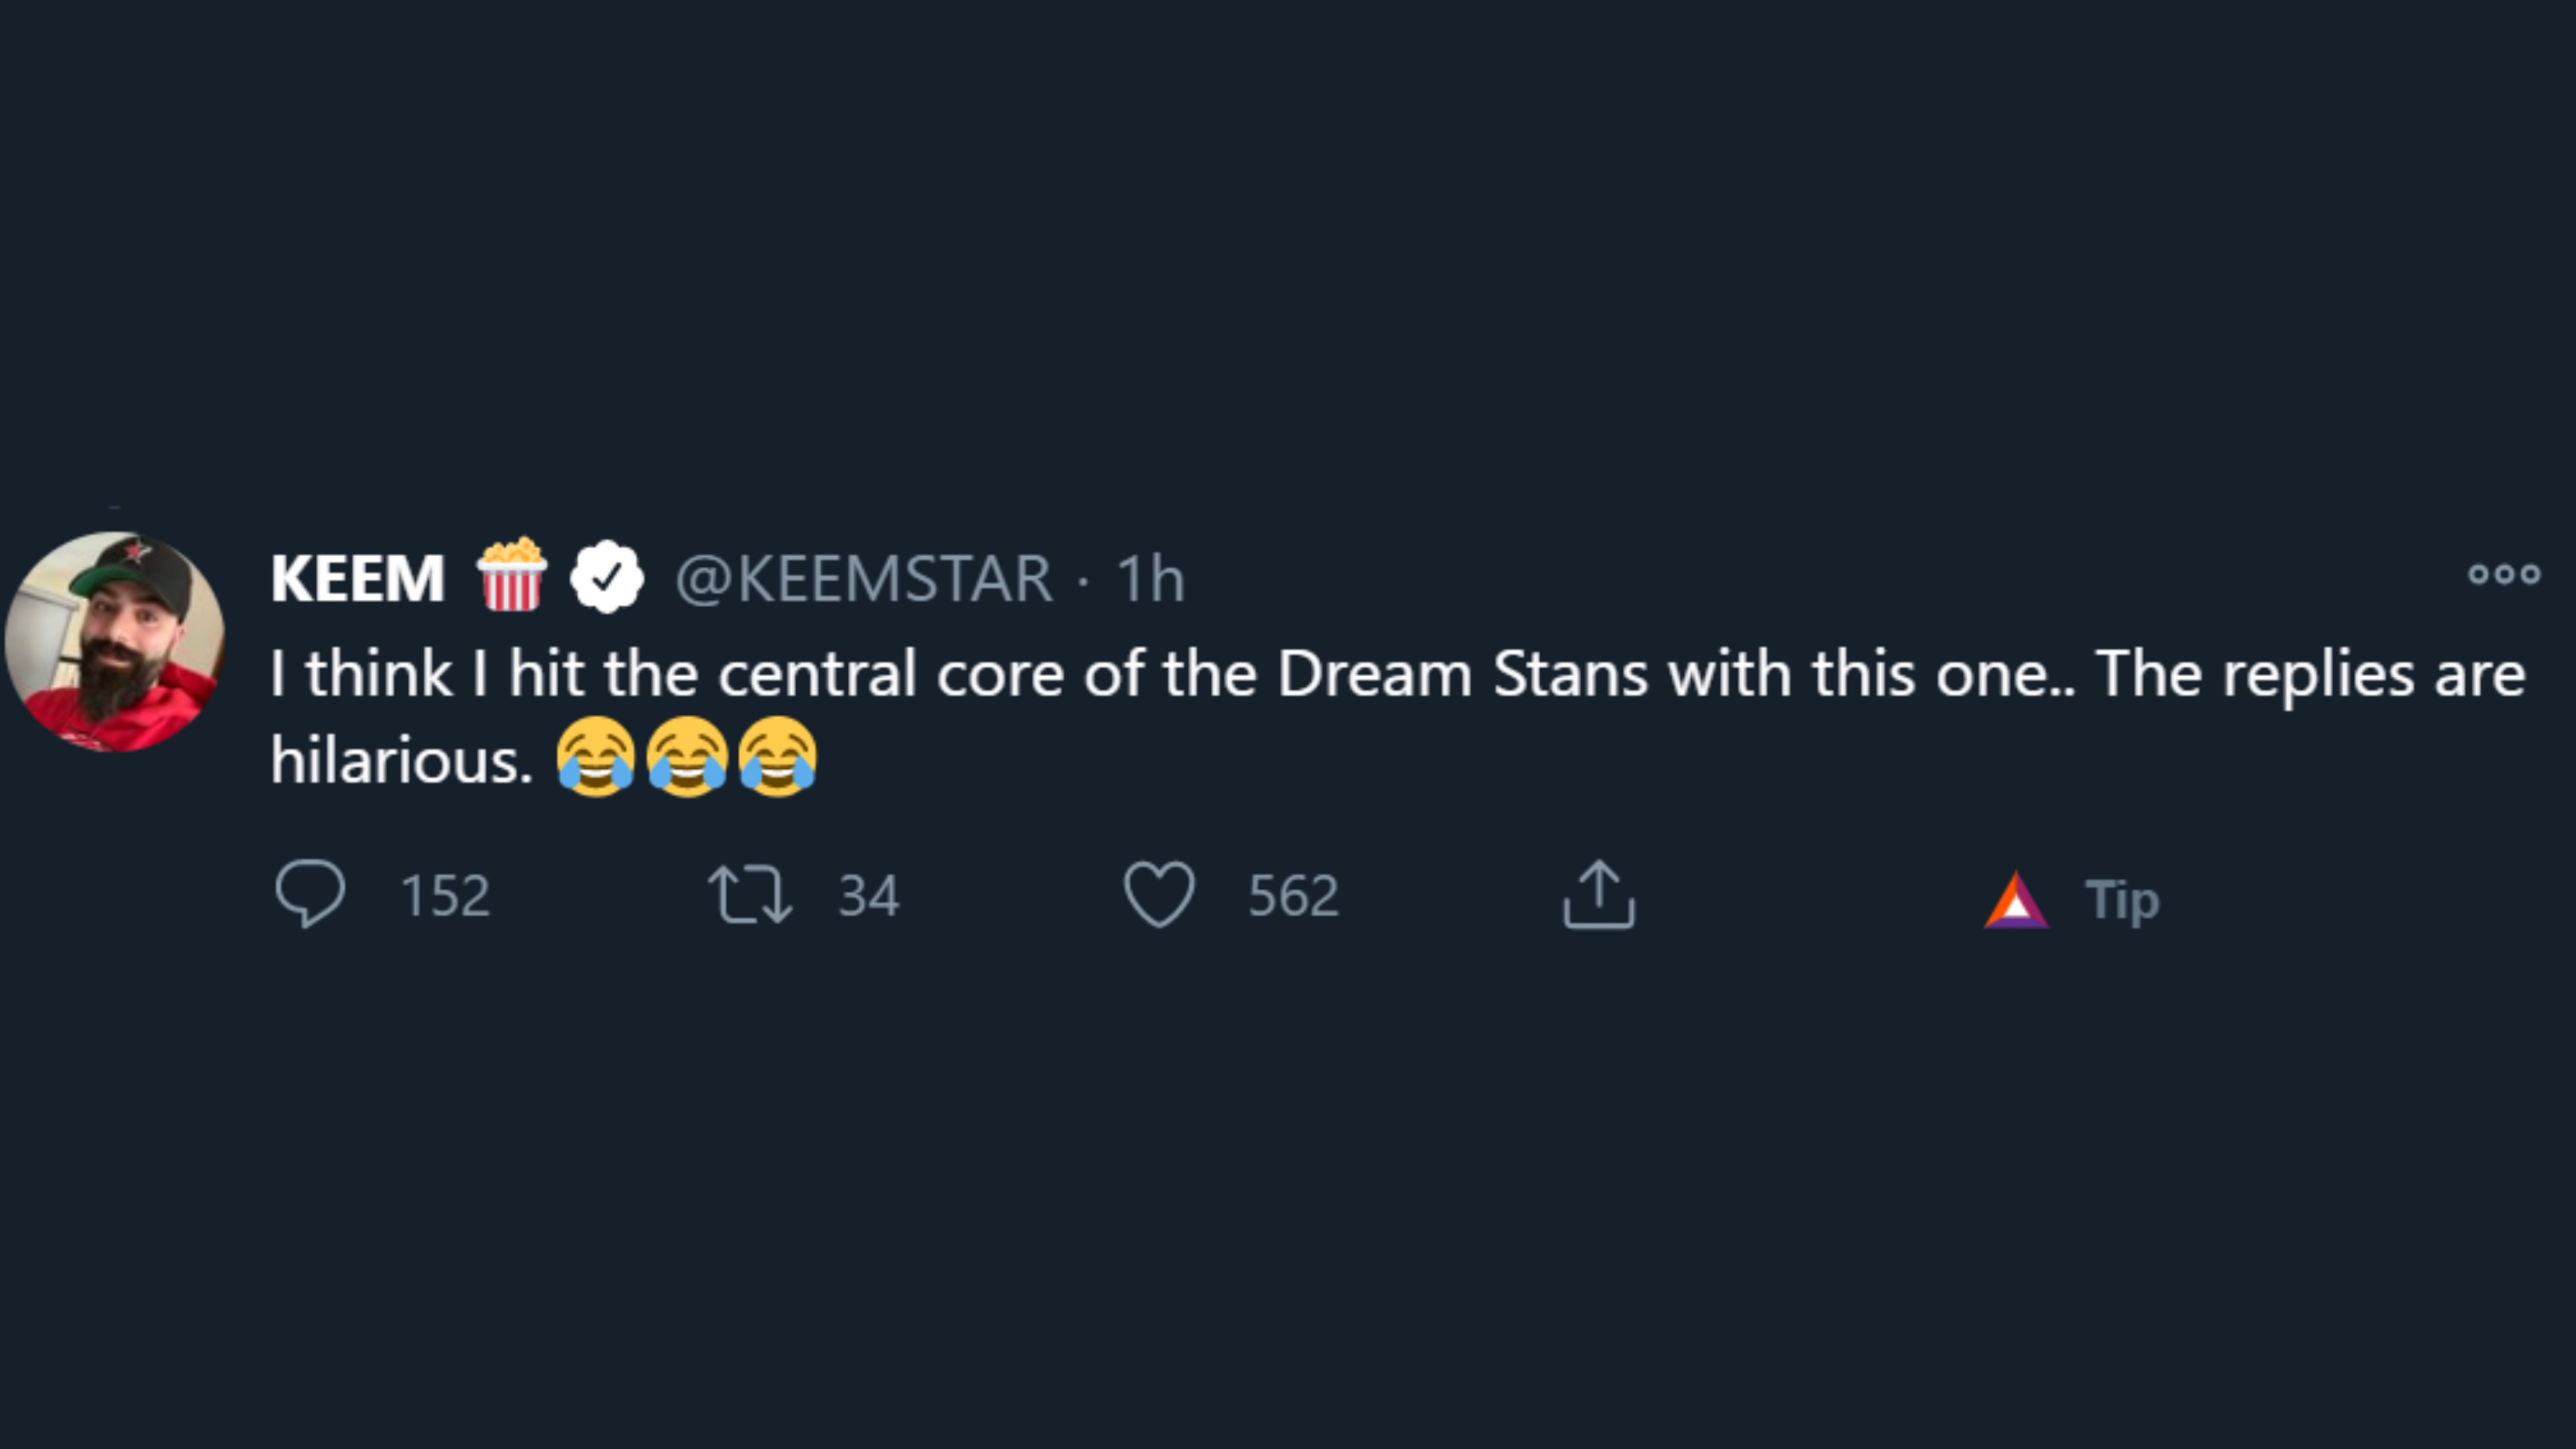 KEEM 🍿 @KEEMSTAR · 1h
I think I hit the central core of the Dream Stans with this one.. The replies are
hilarious. 😂😂😂
152 34 562 Tip